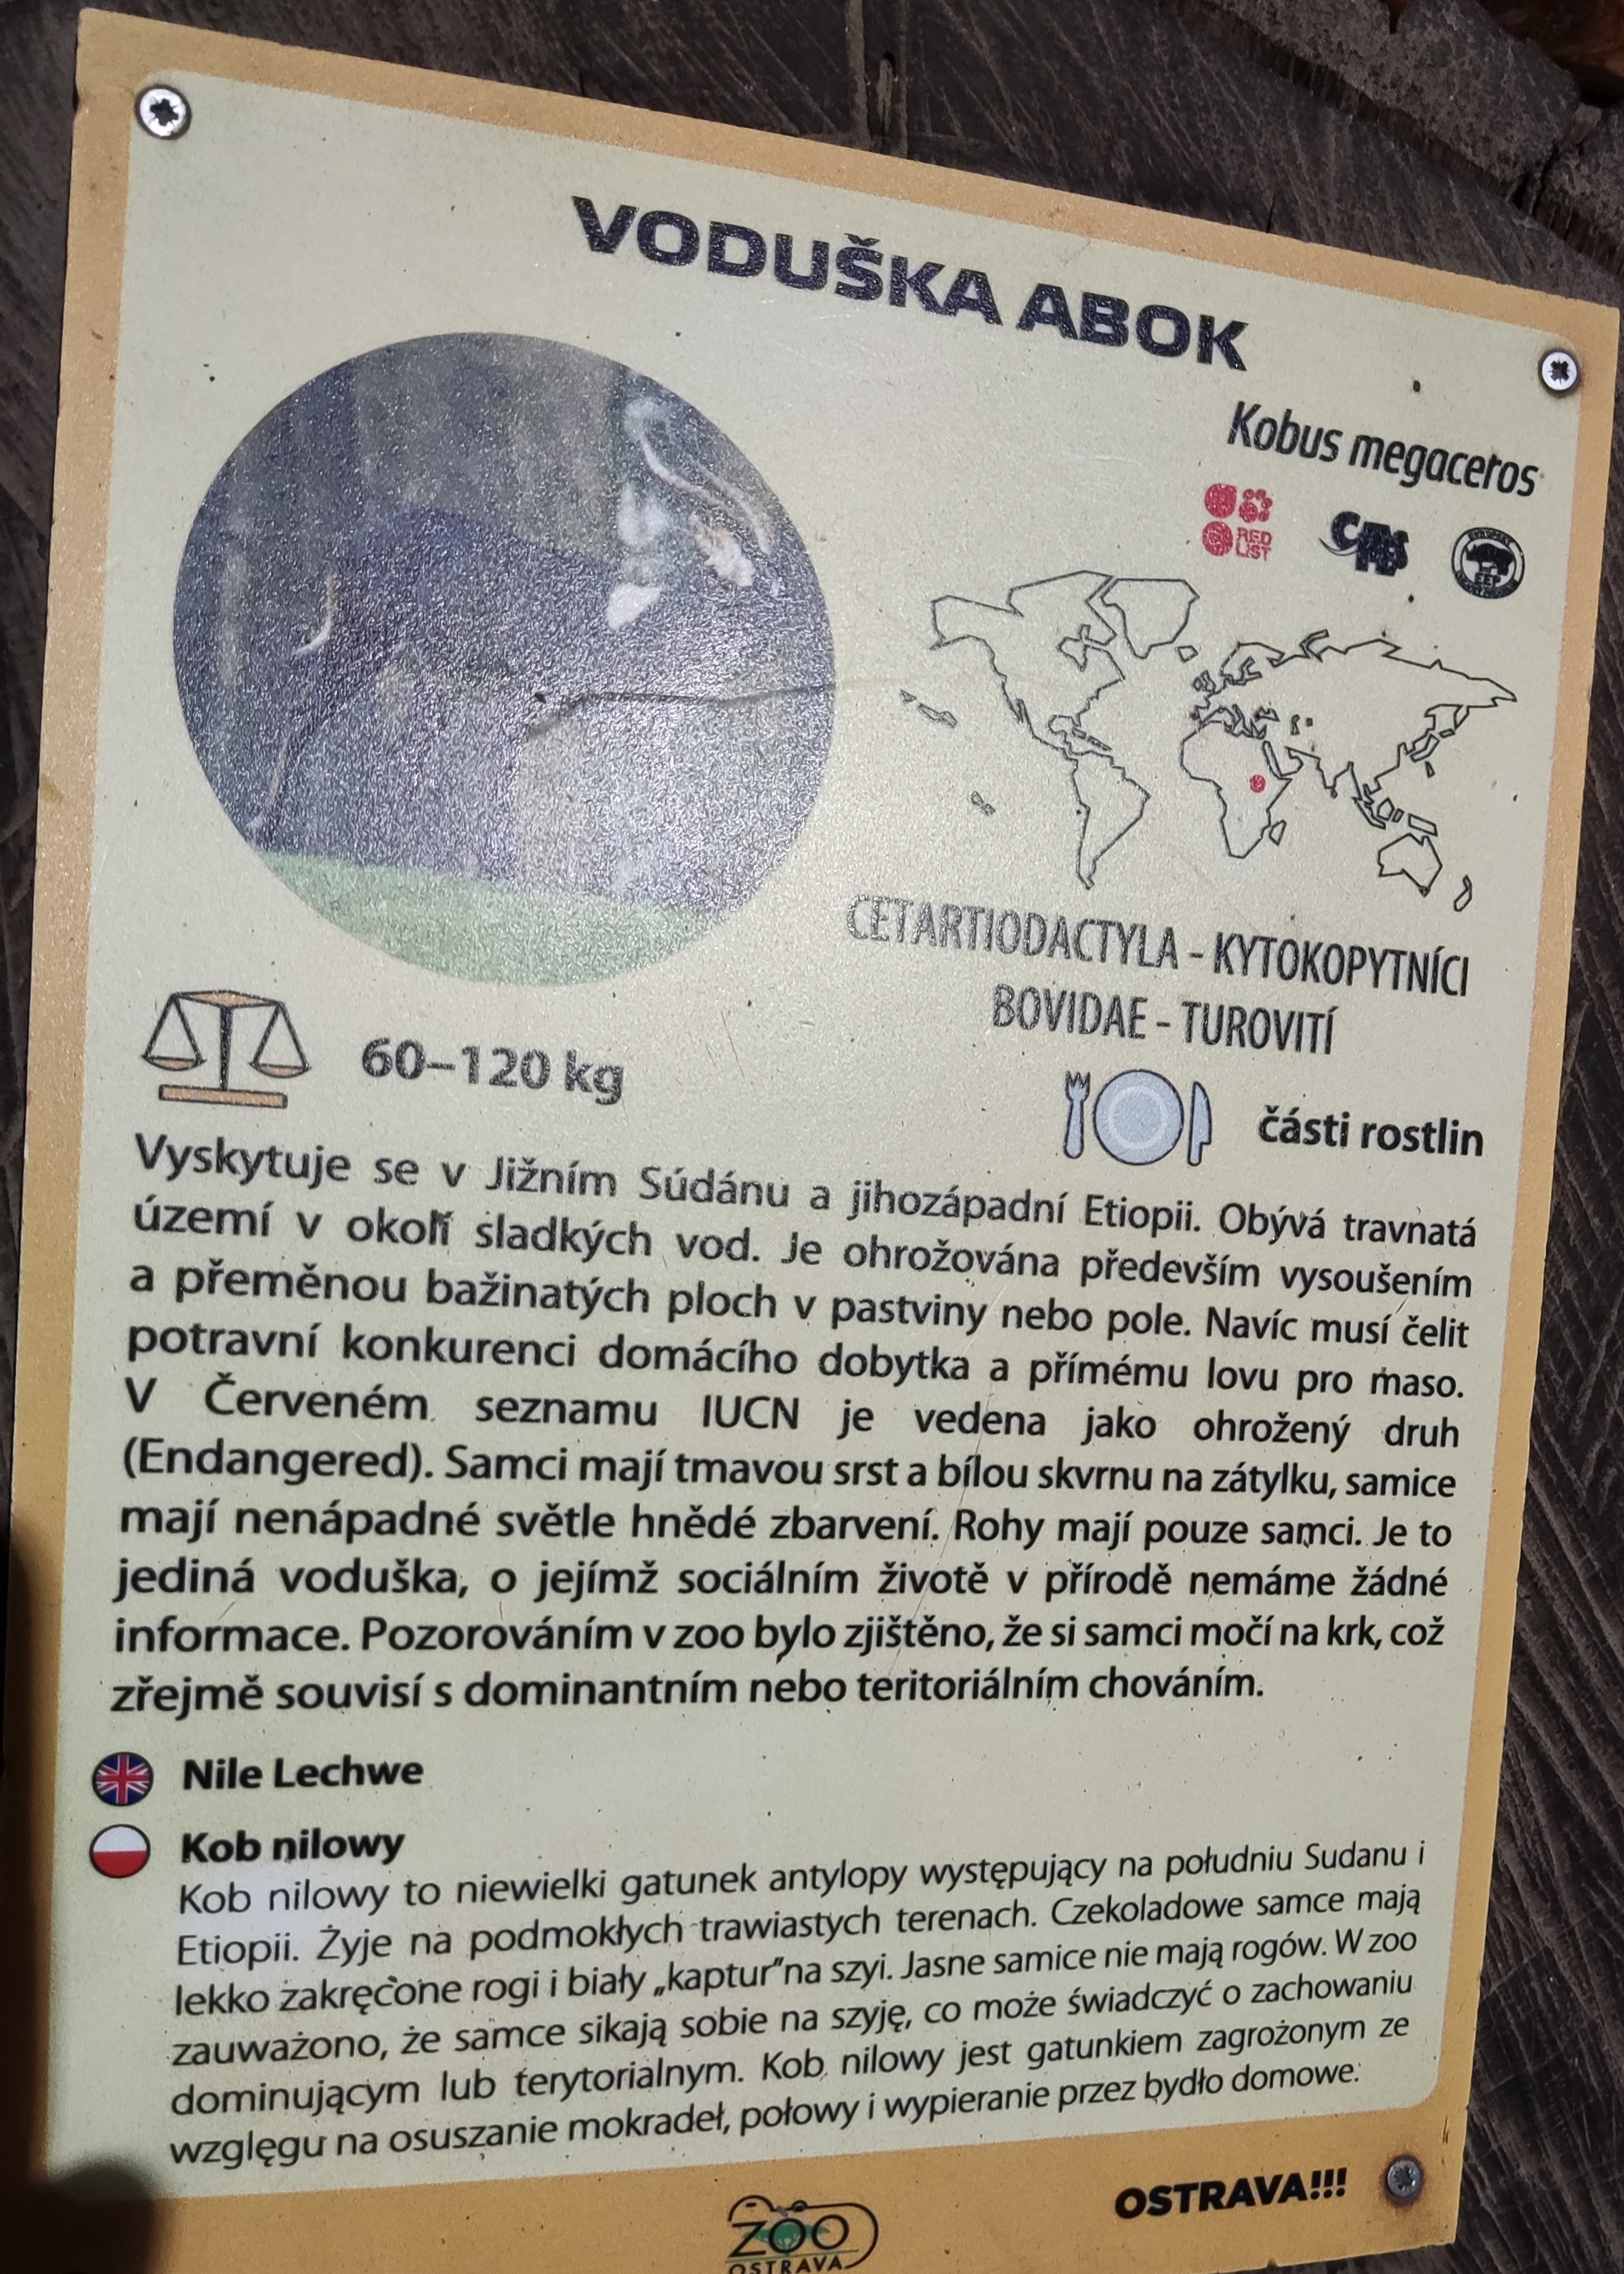 VODUŠKA ABOK
Kobus megaceros
RED
LIST
EEP
CETARTIODACTYLA - KYTOKOPYTNÍCI
BOVIDAE - TUROVITÍ
60–120 kg
části rostlin
Vyskytuje se v Jižním Súdánu a jihozápadní Etiopii. Obývá travnatá
území v okolí sladkých vod. Je ohrožována především vysoušením
a přeměnou bažinatých ploch v pastviny nebo pole. Navíc musí čelit
potravní konkurenci domácího dobytka a přímému lovu pro maso.
V Červeném seznamu IUCN je vedena jako ohrožený druh
(Endangered). Samci mají tmavou srst a bílou skvrnu na zátylku, samice
mají nenápadné světle hnědé zbarvení. Rohy mají pouze samci. Je to
jediná voduška, o jejímž sociálním životě v přírodě nemáme žádné
informace. Pozorováním v zoo bylo zjištěno, že si samci močí na krk, což
zřejmě souvisí s dominantním nebo teritoriálním chováním.
Nile Lechwe
Kob nilowy
Kob nilowy to niewielki gatunek antylopy występujący na południu Sudanu i
Etiopii. Żyje na podmokłych trawiastych terenach. Czekoladowe samce mają
lekko zakręcone rogi i biały „kaptur”na szyi. Jasne samice nie mają rogów. W zoo
zauważono, że samce sikają sobie na szyję, co może świadczyć o zachowaniu
dominującym lub terytorialnym. Kob nilowy jest gatunkiem zagrożonym ze
względu na osuszanie mokradeł, połowy i wypieranie przez bydło domowe.
OSTRAVA!!!
ZOO
OSTRAVA